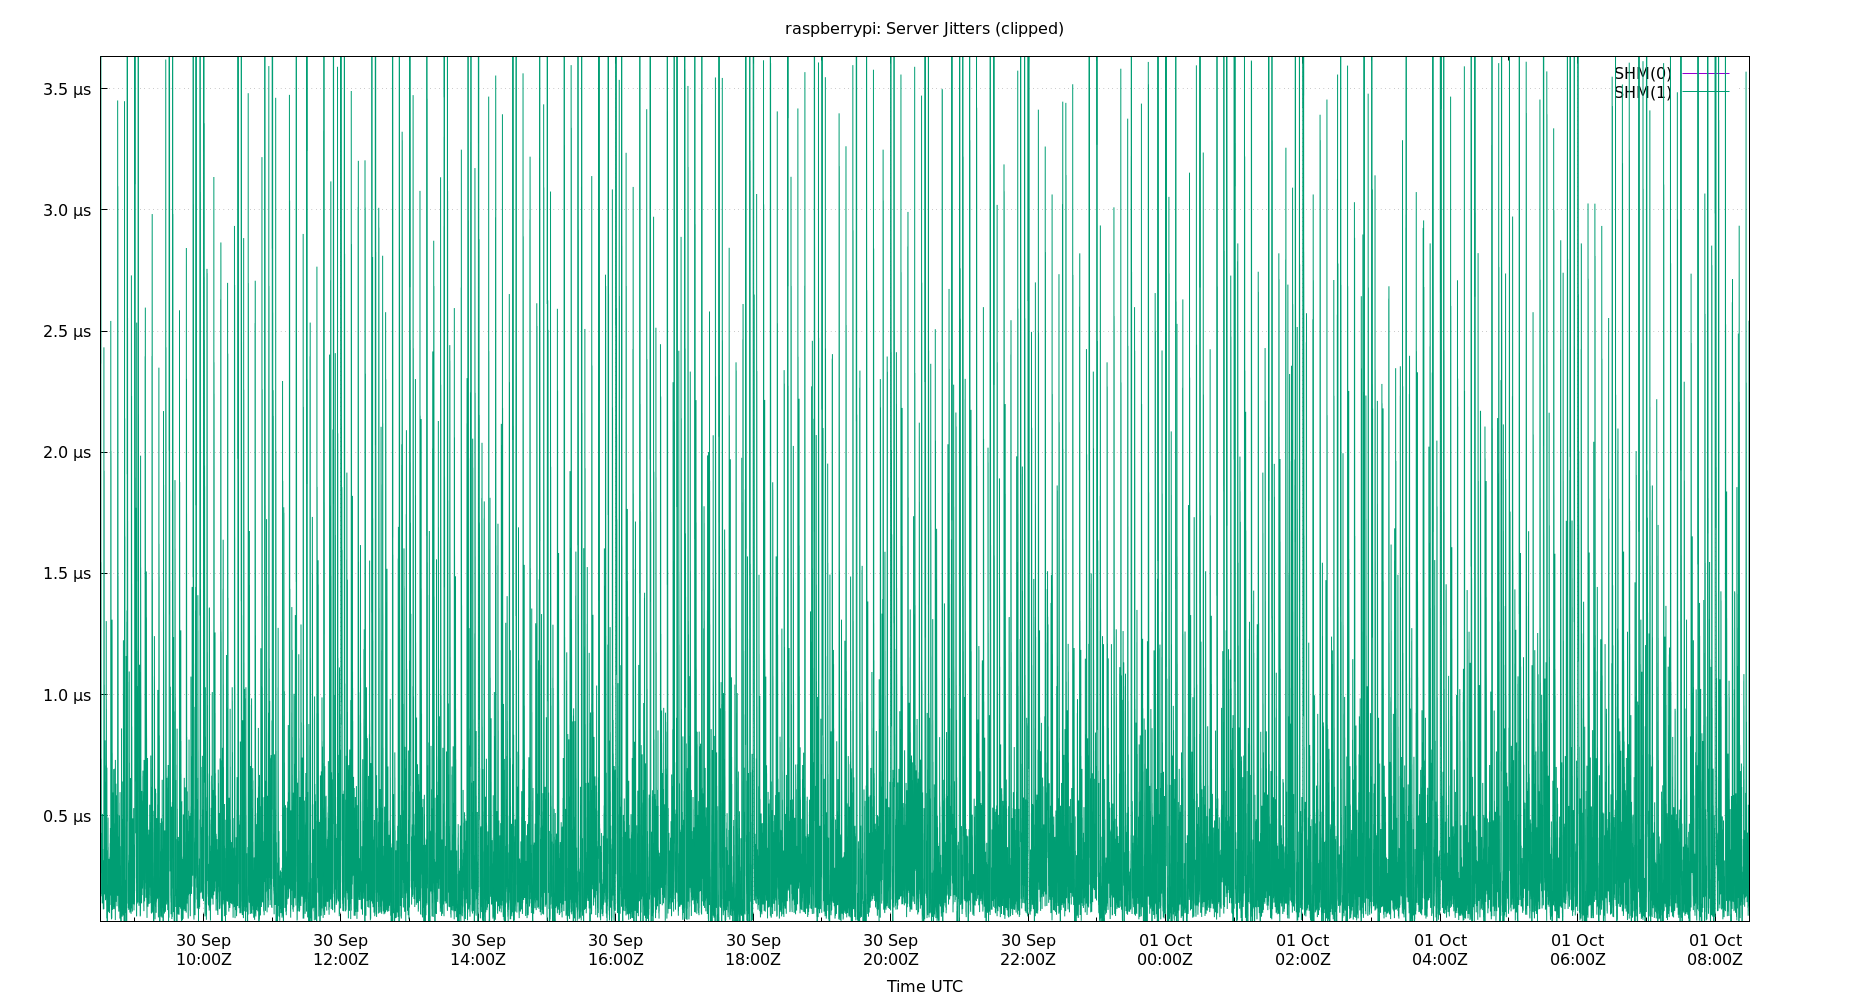 raspberrypi: Server Jitters (clipped)
SHM(0)
SHM(1)
3.5 µs
3.0 µs
2.5 µs
2.0 µs
1.5 µs
1.0 µs
0.5 µs
30 Sep 30 Sep 30 Sep 30 Sep 30 Sep 30 Sep 30 Sep 01 Oct 01 Oct 01 Oct 01 Oct 01 Oct
10:00Z 12:00Z 14:00Z 16:00Z 18:00Z 20:00Z 22:00Z 00:00Z 02:00Z 04:00Z 06:00Z 08:00Z
Time UTC